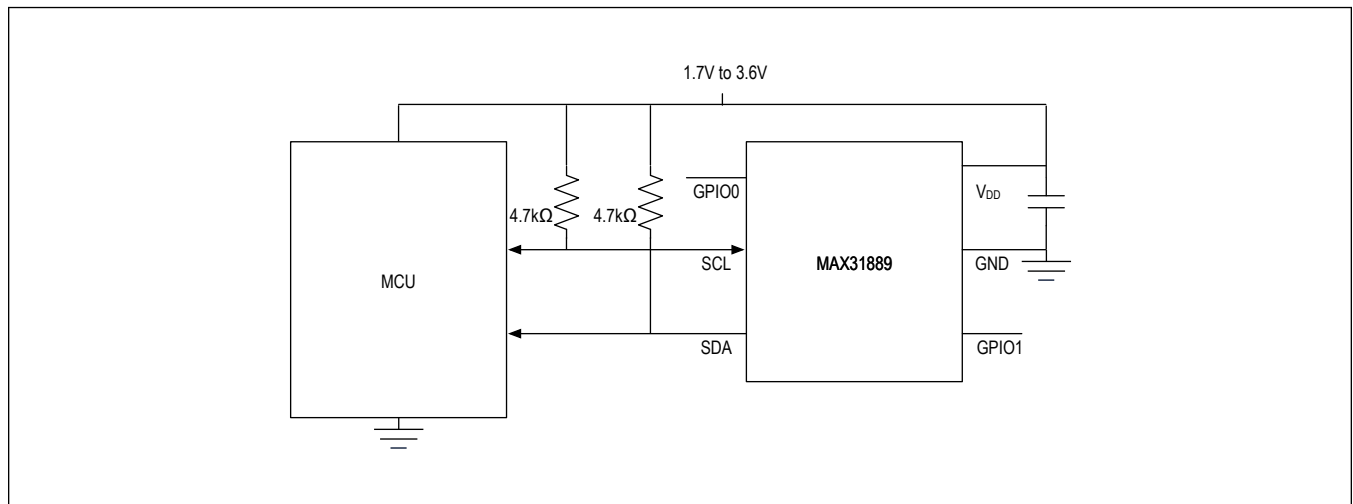 1.7V to 3.6V
GPIO0
VDD
4.7kΩ
4.7kΩ
SCL
MAX31889
GND
MCU
SDA
GPIO1